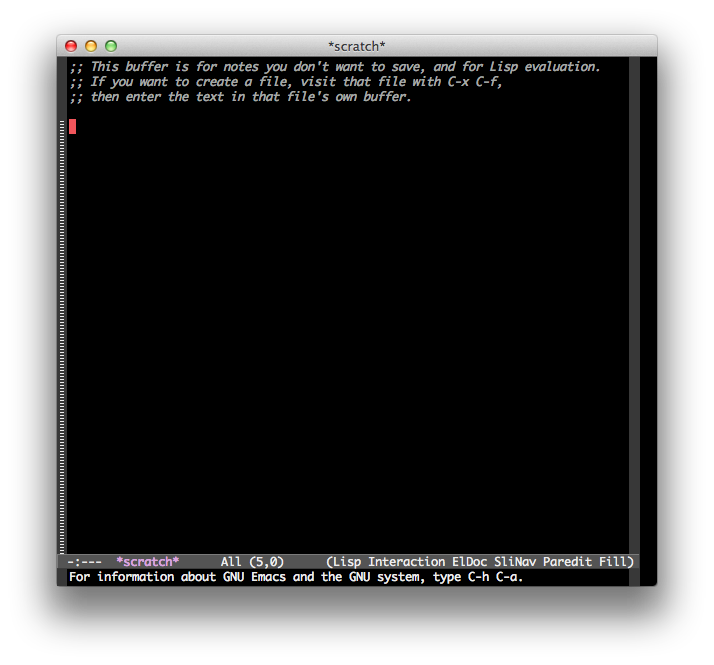 *scratch*
;; This buffer is for notes you don't want to save, and for Lisp evaluation.
;; If you want to create a file, visit that file with C-x C-f,
;; then enter the text in that file's own buffer.
-:---  *scratch*      All (5,0)      (Lisp Interaction ElDoc SliNav Paredit Fill)
For information about GNU Emacs and the GNU system, type C-h C-a.